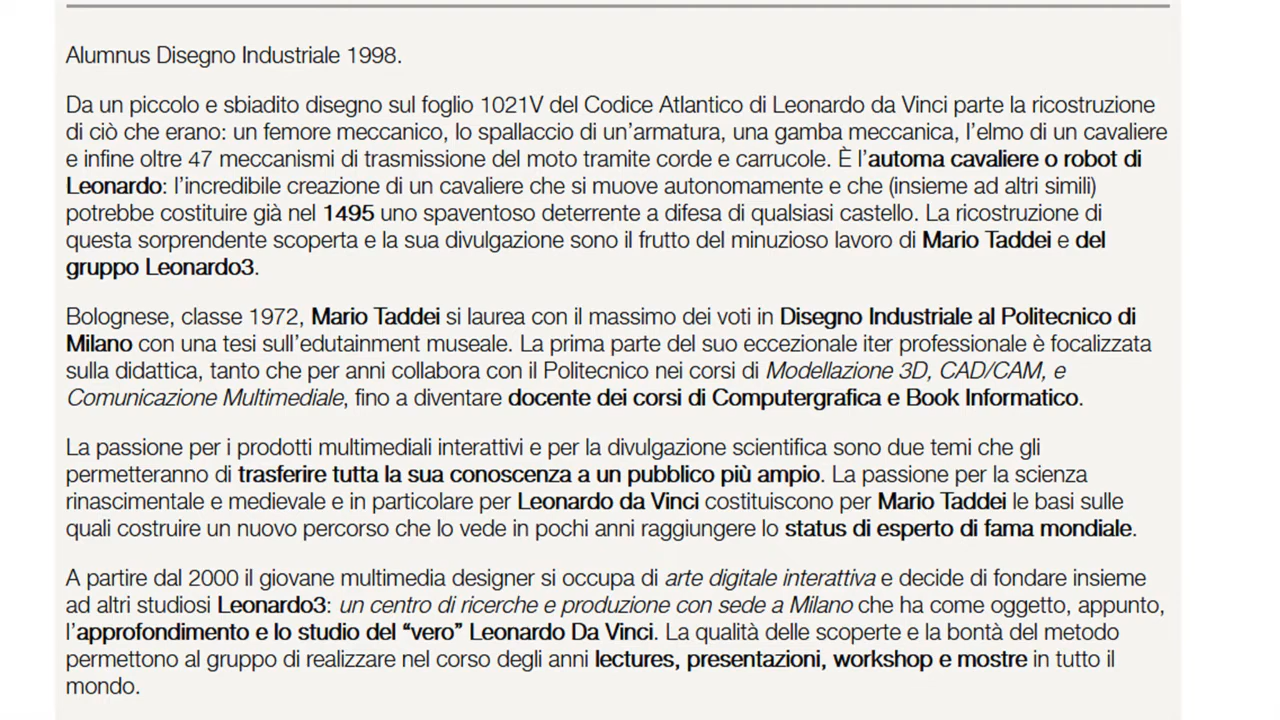 Alumnus Disegno Industriale 1998.
Da un piccolo e sbiadito disegno sul foglio 1021V del Codice Atlantico di Leonardo da Vinci parte la ricostruzione
di ciò che erano: un femore meccanico, lo spallaccio di un’armatura, una gamba meccanica, l’elmo di un cavaliere
e infine oltre 47 meccanismi di trasmissione del moto tramite corde e carrucole. È l’automa cavaliere o robot di
Leonardo: l’incredibile creazione di un cavaliere che si muove autonomamente e che (insieme ad altri simili)
potrebbe costituire già nel 1495 uno spaventoso deterrente a difesa di qualsiasi castello. La ricostruzione di
questa sorprendente scoperta e la sua divulgazione sono il frutto del minuzioso lavoro di Mario Taddei e del
gruppo Leonardo3.
Bolognese, classe 1972, Mario Taddei si laurea con il massimo dei voti in Disegno Industriale al Politecnico di
Milano con una tesi sull’edutainment museale. La prima parte del suo eccezionale iter professionale è focalizzata
sulla didattica, tanto che per anni collabora con il Politecnico nei corsi di Modellazione 3D, CAD/CAM, e
Comunicazione Multimediale, fino a diventare docente dei corsi di Computergrafica e Book Informatico.
La passione per i prodotti multimediali interattivi e per la divulgazione scientifica sono due temi che gli
permetteranno di trasferire tutta la sua conoscenza a un pubblico più ampio. La passione per la scienza
rinascimentale e medievale e in particolare per Leonardo da Vinci costituiscono per Mario Taddei le basi sulle
quali costruire un nuovo percorso che lo vede in pochi anni raggiungere lo status di esperto di fama mondiale.
A partire dal 2000 il giovane multimedia designer si occupa di arte digitale interattiva e decide di fondare insieme
ad altri studiosi Leonardo3: un centro di ricerche e produzione con sede a Milano che ha come oggetto, appunto,
l’approfondimento e lo studio del “vero” Leonardo Da Vinci. La qualità delle scoperte e la bontà del metodo
permettono al gruppo di realizzare nel corso degli anni lectures, presentazioni, workshop e mostre in tutto il
mondo.